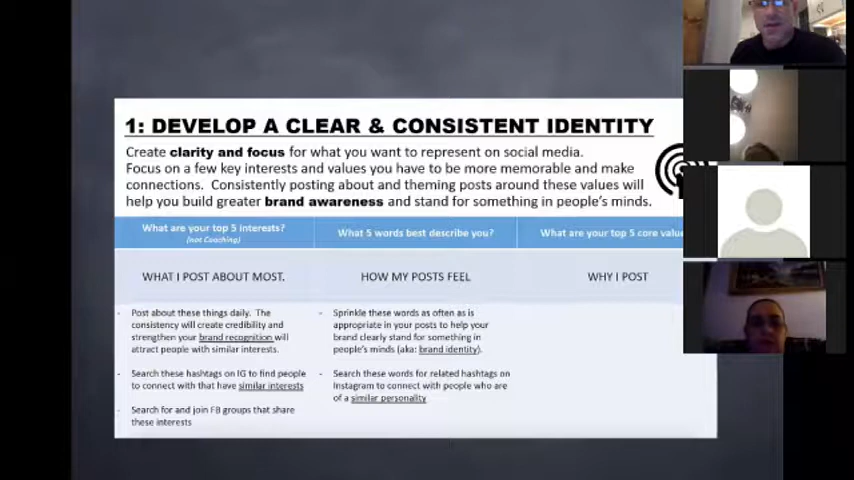 1: DEVELOP A CLEAR & CONSISTENT IDENTITY
Create clarity and focus for what you want to represent on social media.
Focus on a few key interests and values you have to be more memorable and make
connections. Consistently posting about and theming posts around these values will
help you build greater brand awareness and stand for something in people's minds.
What are your top 5 interests?
(not Coaching)
What 5 words best describe you?
What are your top 5 core value
WHAT I POST ABOUT MOST.
HOW MY POSTS FEEL
WHY I POST
- Post about these things daily. The
consistency will create credibility and
strengthen your brand recognition will
attract people with similar interests.
- Search these hashtags on IG to find people
to connect with that have similar interests
- Search for and join FB groups that share
these interests
- Sprinkle these words as often as is
appropriate in your posts to help your
brand clearly stand for something in
people's minds (aka: brand identity).
- Search these words for related hashtags on
Instagram to connect with people who are
of a similar personality